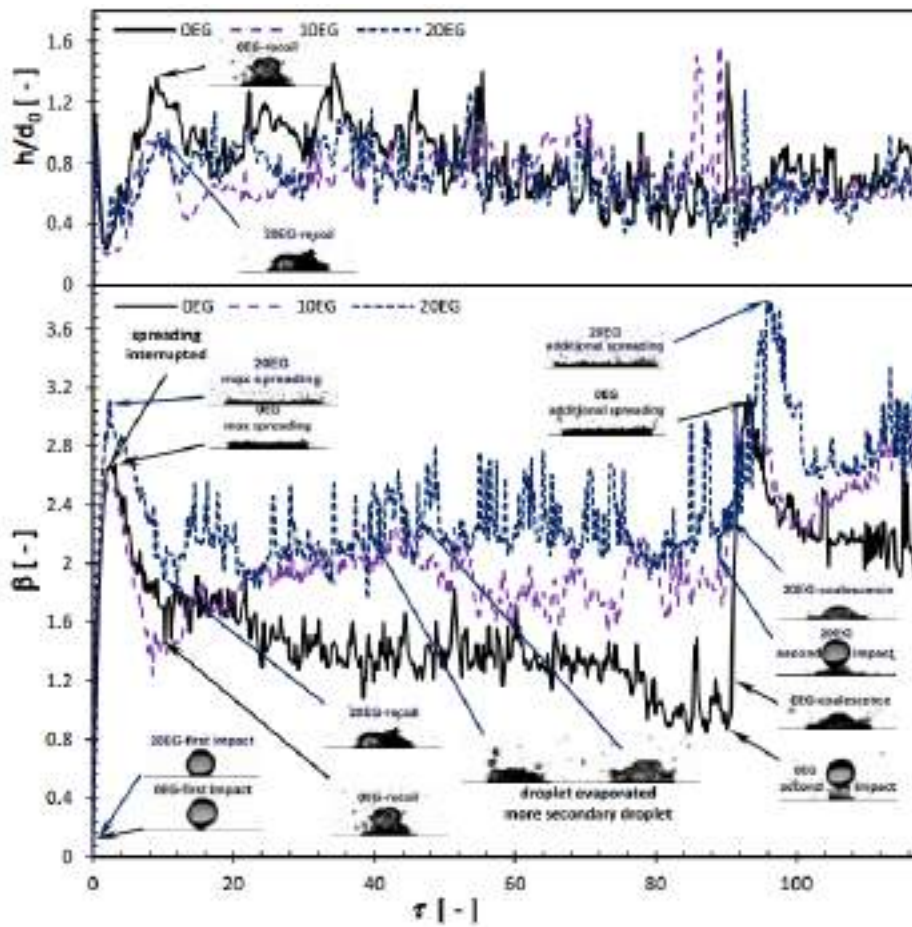 0EG 10EG 20EG
1.6
1.2
0.8
0.4
0
h/d0 [ - ]
0EG-recoil
20EG-recoil
0EG 10EG 20EG
3.6
3.2
2.8
2.4
2
1.6
1.2
0.8
0.4
0
β [ - ]
spreading
interrupted
20EG
max spreading
0EG
max spreading
20EG
additional spreading
0EG
additional spreading
20EG-coalescence
20EG
second impact
0EG-coalescence
0EG
second impact
20EG-recoil
0EG-recoil
20EG-first impact
0EG-first impact
droplet evaporated
more secondary droplet
0 20 40 60 80 100
τ [ - ]